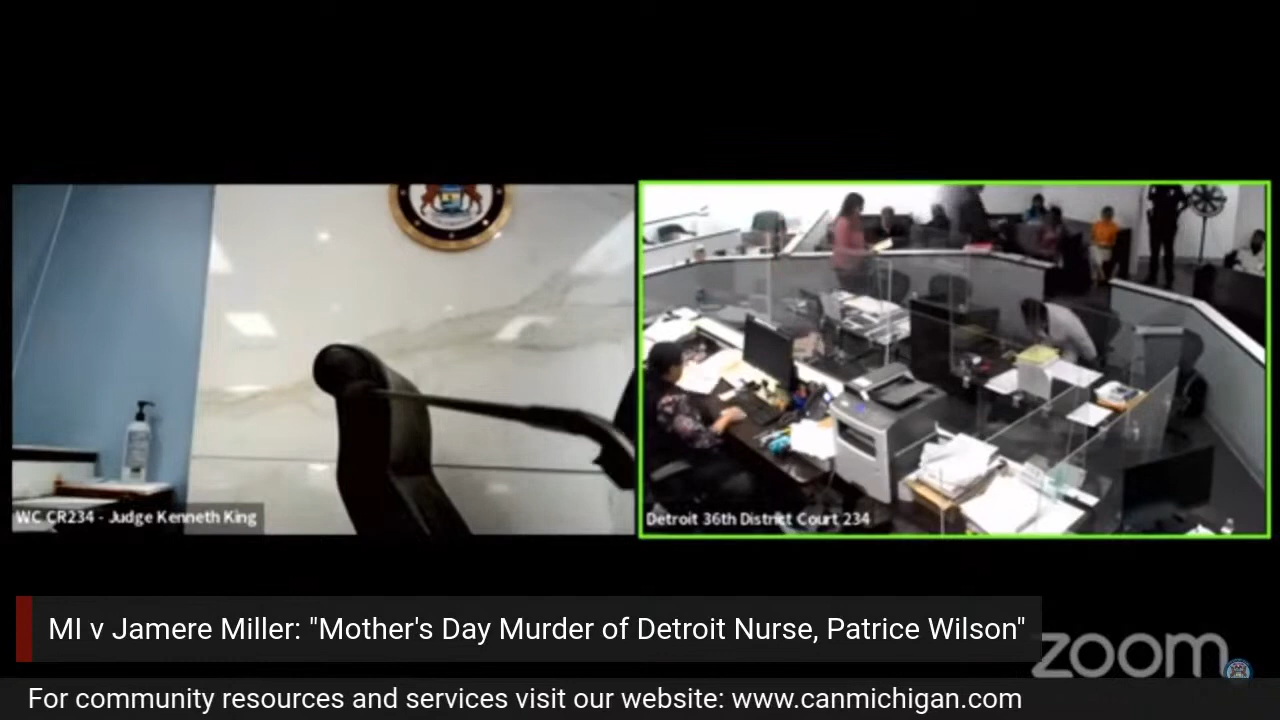 WC CR234 - Judge Kenneth King
Detroit 36th District Court 234
MI v Jamere Miller: "Mother's Day Murder of Detroit Nurse, Patrice Wilson"
zoom
For community resources and services visit our website: www.canmichigan.com